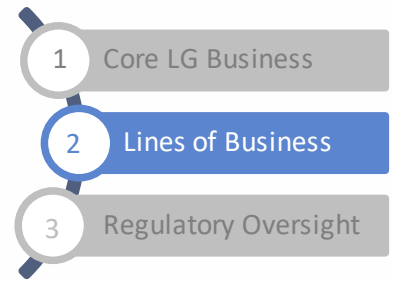 1 Core LG Business
2 Lines of Business
3 Regulatory Oversight